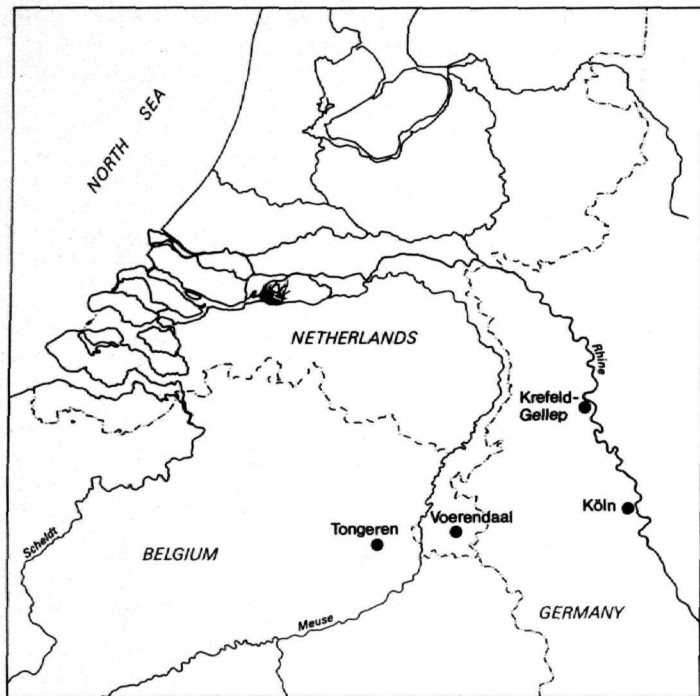 NORTH SEA
NETHERLANDS
Rhine
Krefeld-
Gellep
Köln
Tongeren
Voerendaal
Scheldt
BELGIUM
Meuse
GERMANY